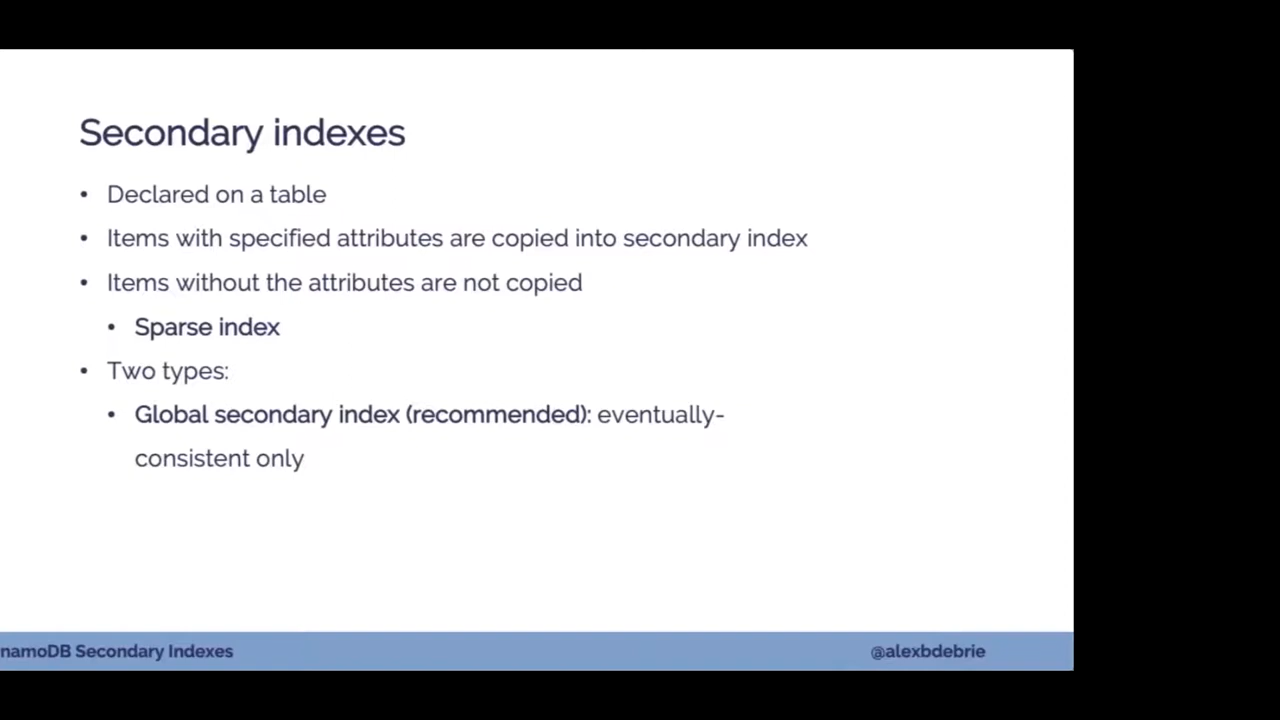 Secondary indexes
• Declared on a table
• Items with specified attributes are copied into secondary index
• Items without the attributes are not copied
• Sparse index
• Two types:
• Global secondary index (recommended): eventually-
consistent only
namoDB Secondary Indexes
@alexbdebrie